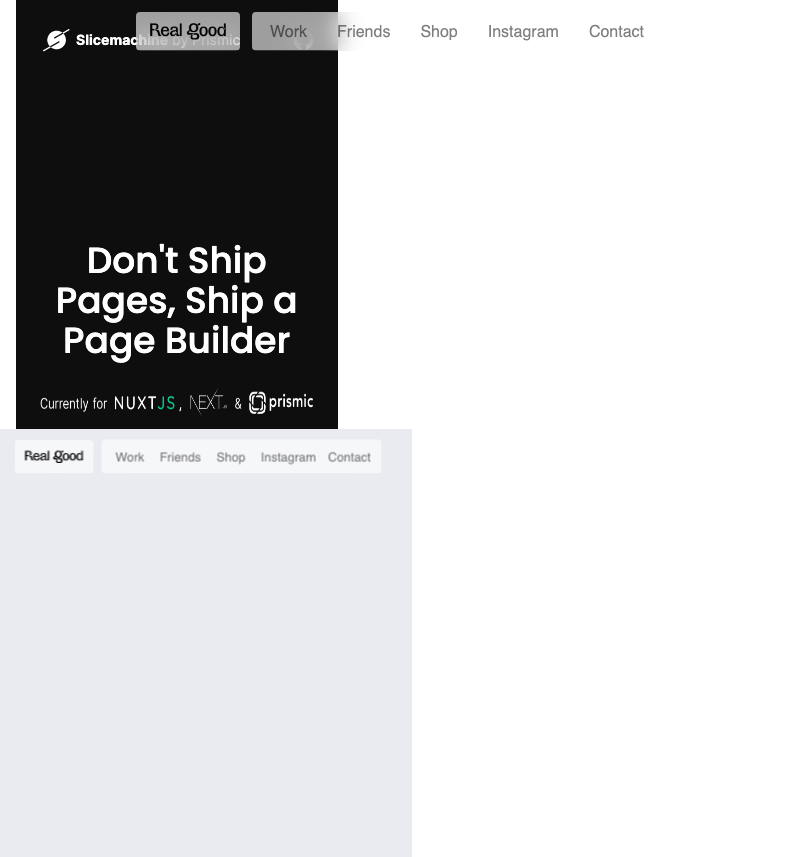 Real good Work Friends Shop Instagram Contact
Slicemachine by Prismic
Don't Ship
Pages, Ship a
Page Builder
Currently for NUXTJS, NEXT.JS & prismic
Real good Work Friends Shop Instagram Contact